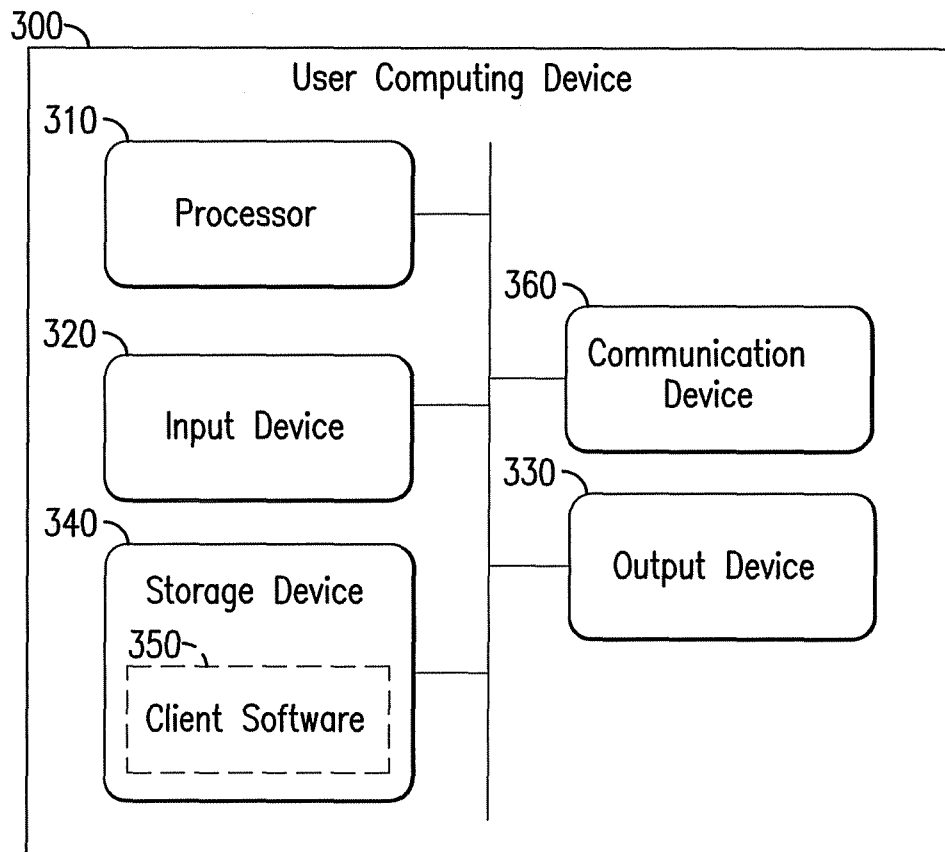 300
User Computing Device
310
Processor
320
Input Device
340
Storage Device
350
Client Software
360
Communication
Device
330
Output Device